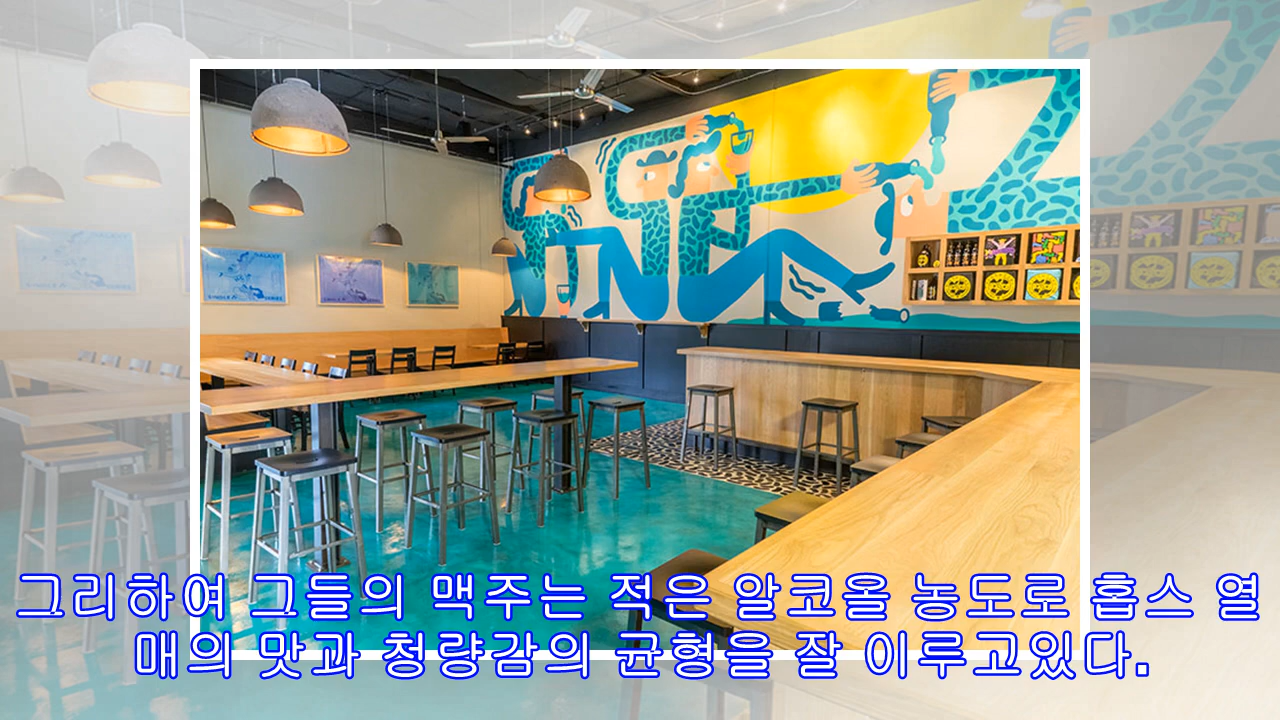 그리하여 그들의 맥주는 적은 알코올 농도로 홉스 열
매의 맛과 청량감의 균형을 잘 이루고있다.